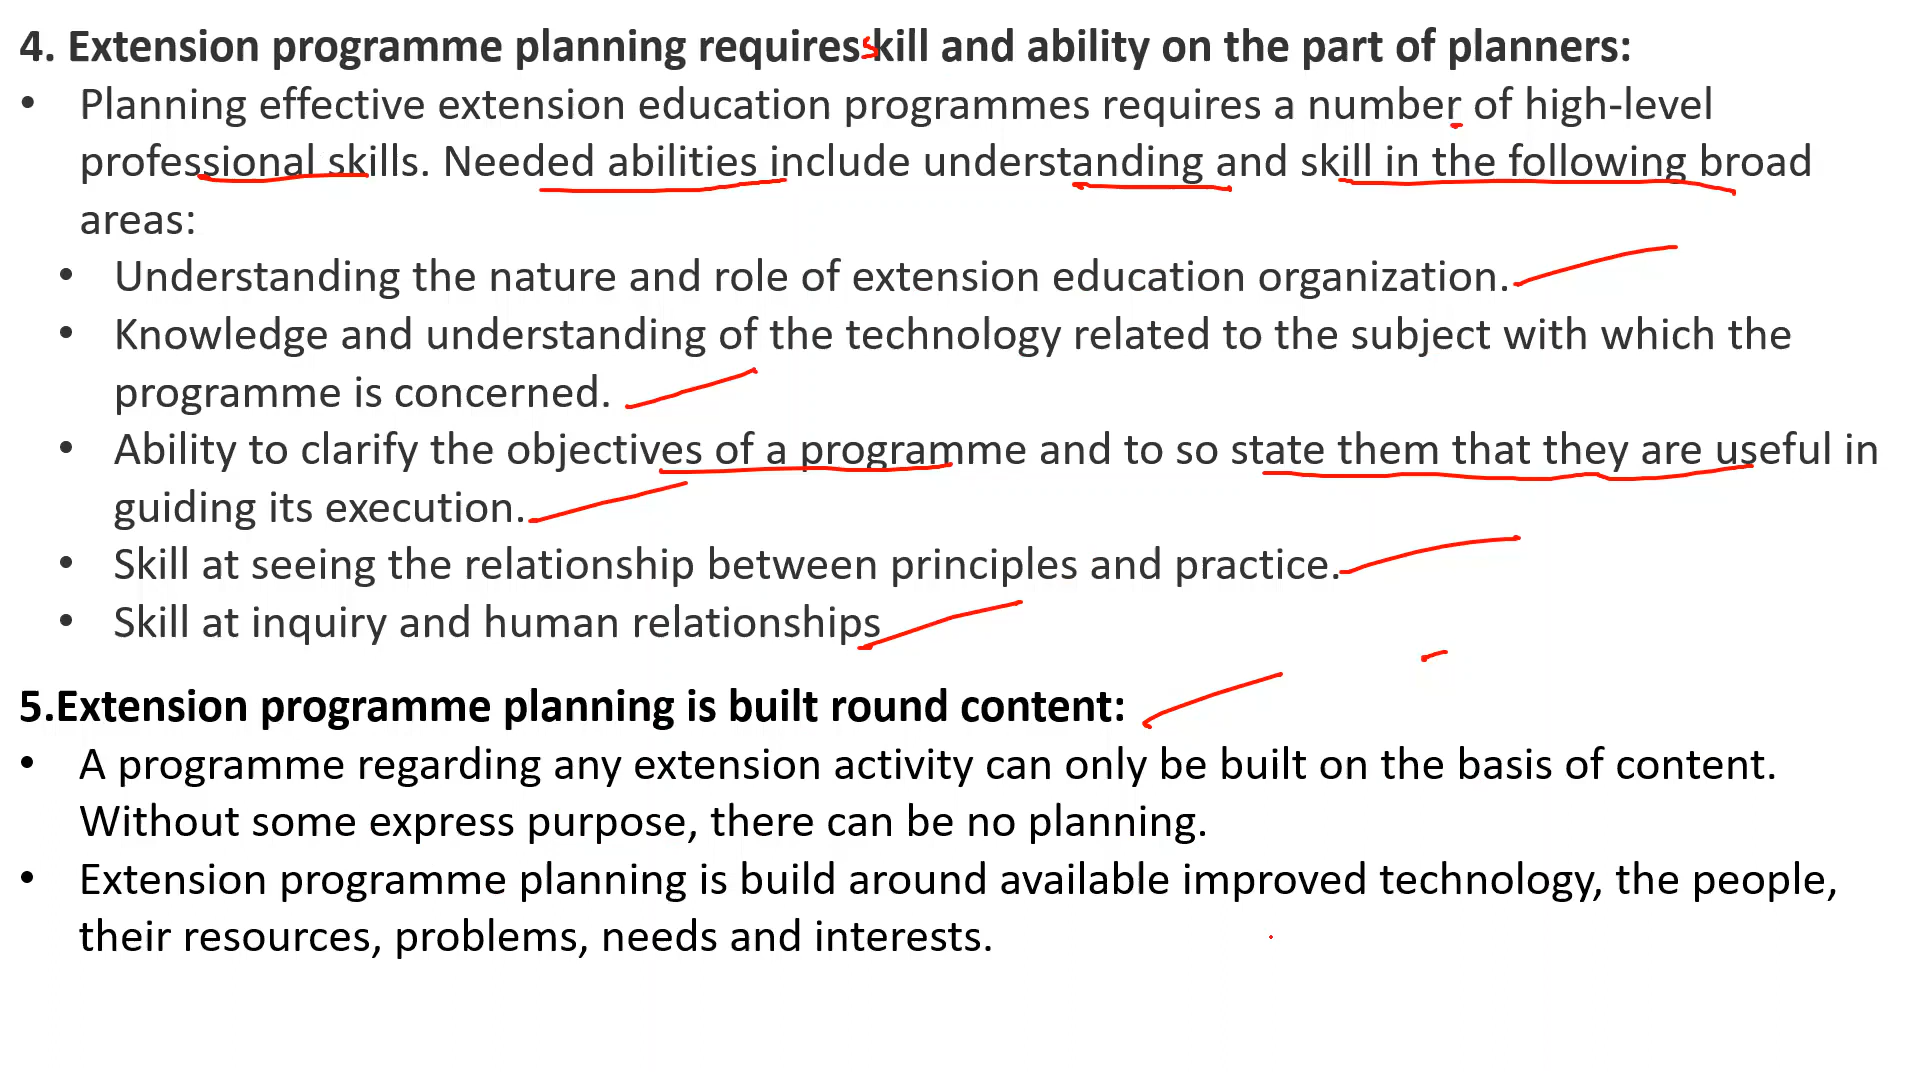 4. Extension programme planning requires skill and ability on the part of planners:
• Planning effective extension education programmes requires a number of high-level
professional skills. Needed abilities include understanding and skill in the following broad
areas:
• Understanding the nature and role of extension education organization.
• Knowledge and understanding of the technology related to the subject with which the
programme is concerned.
• Ability to clarify the objectives of a programme and to so state them that they are useful in
guiding its execution.
• Skill at seeing the relationship between principles and practice.
• Skill at inquiry and human relationships
5.Extension programme planning is built round content:
• A programme regarding any extension activity can only be built on the basis of content.
Without some express purpose, there can be no planning.
• Extension programme planning is build around available improved technology, the people,
their resources, problems, needs and interests.